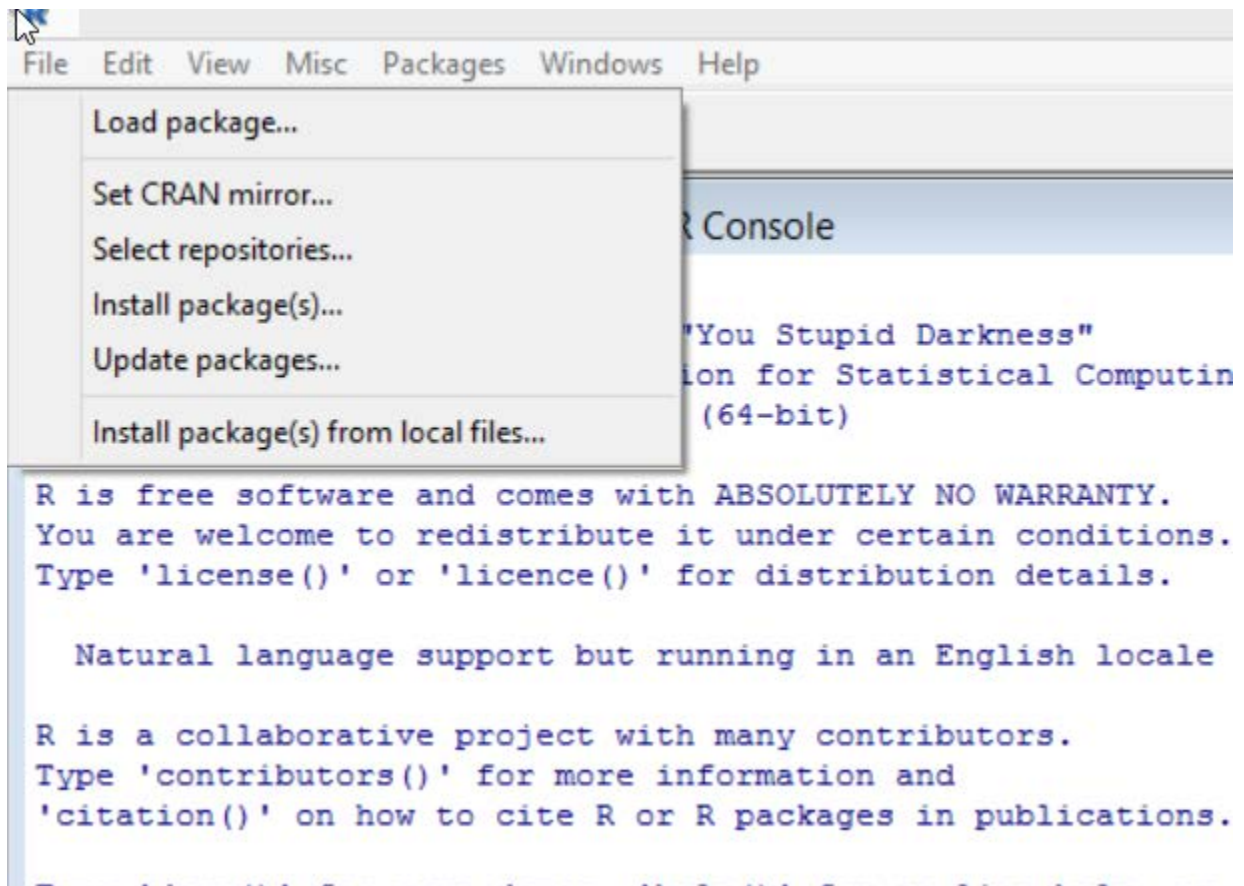 File Edit View Misc Packages Windows Help
Load package...
Set CRAN mirror...
Select repositories...
Install package(s)...
Update packages...
Install package(s) from local files...
R Console
"You Stupid Darkness"
ion for Statistical Computin
(64-bit)
R is free software and comes with ABSOLUTELY NO WARRANTY.
You are welcome to redistribute it under certain conditions.
Type 'license()' or 'licence()' for distribution details.
Natural language support but running in an English locale
R is a collaborative project with many contributors.
Type 'contributors()' for more information and
'citation()' on how to cite R or R packages in publications.